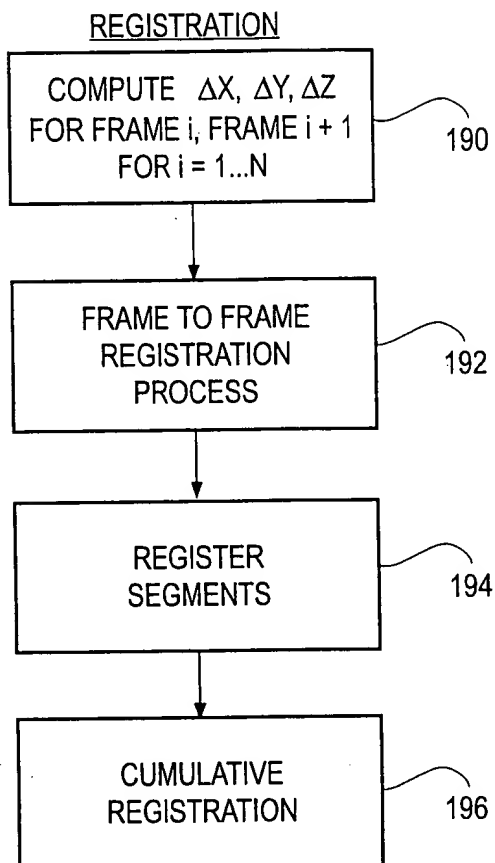 REGISTRATION
COMPUTE ΔX, ΔY, ΔZ
FOR FRAME i, FRAME i + 1
FOR i = 1...N
190
FRAME TO FRAME
REGISTRATION
PROCESS
192
REGISTER
SEGMENTS
194
CUMULATIVE
REGISTRATION
196